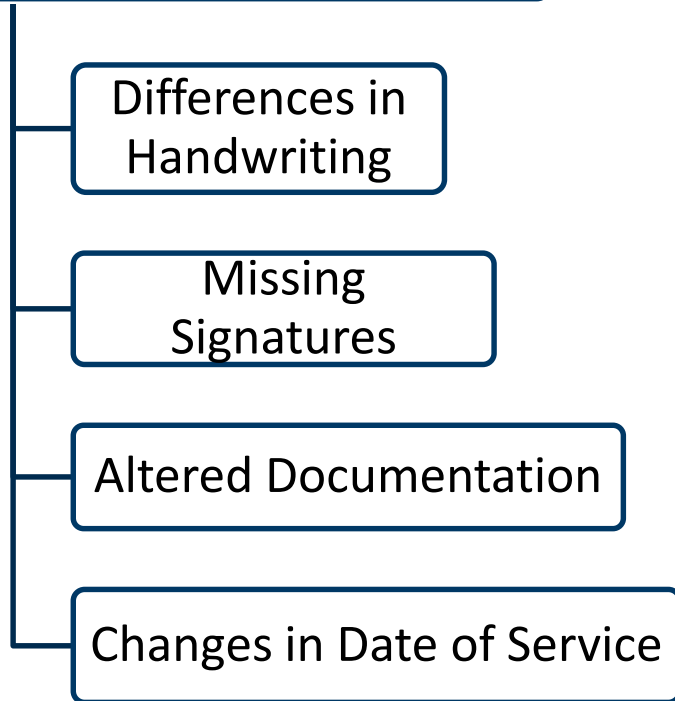 Differences in
Handwriting
Missing
Signatures
Altered Documentation
Changes in Date of Service